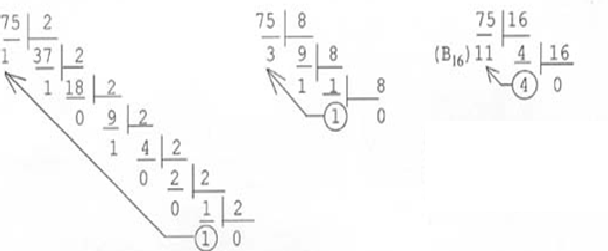 75 2 75 8 75 16
1 37 2 3 9 8 (B₁₆) 11 4 16
1 18 2 1 1 8 4 0
0 9 2 1 0
1 4 2
0 2 2
0 1 2
1 0